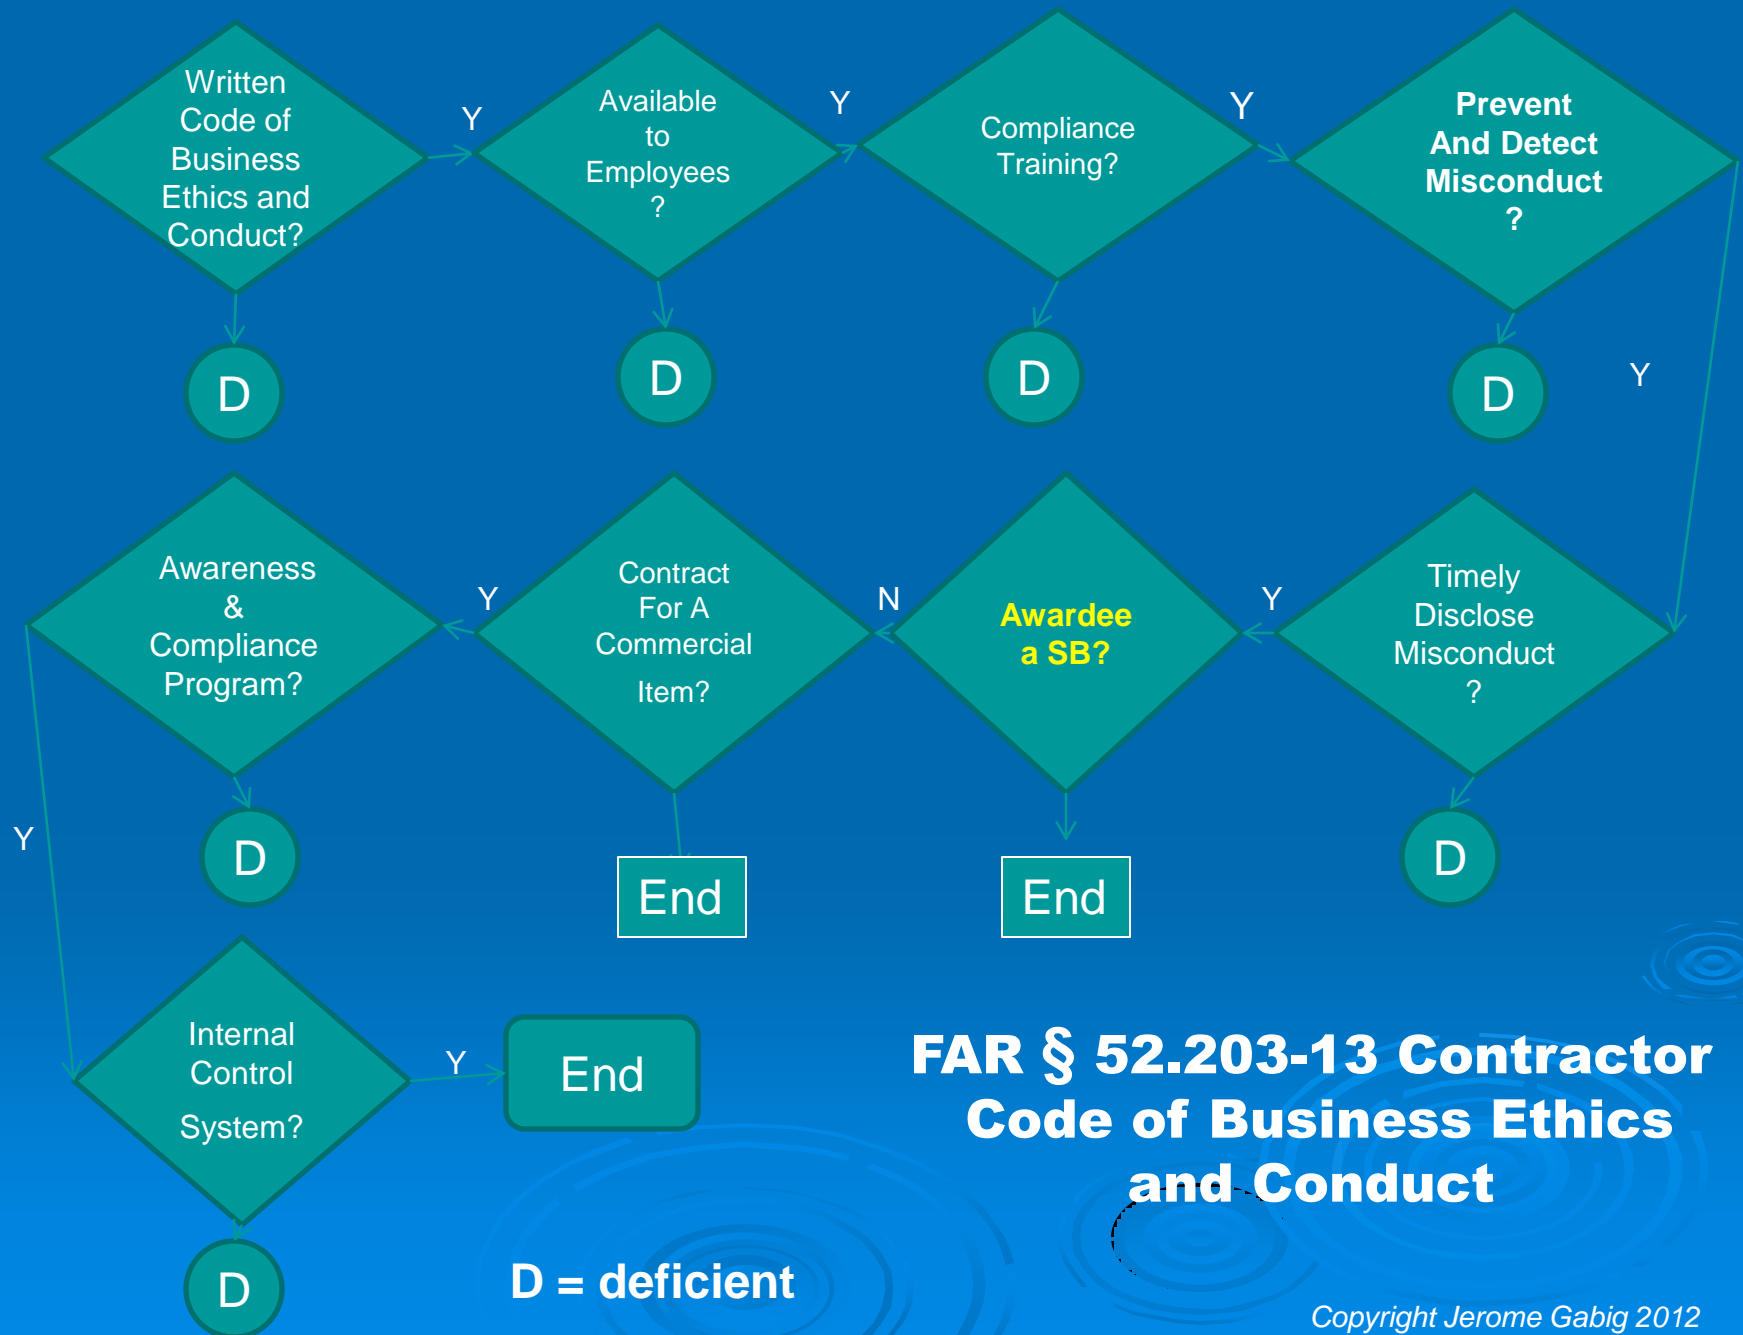 Written
Code of
Business
Ethics and
Conduct?
Y
Available
to
Employees
?
Y
Compliance
Training?
Y
Prevent
And Detect
Misconduct
?
D
D
D
D
Y
Awareness
&
Compliance
Program?
Y
Contract
For A
Commercial
Item?
N
Awardee
a SB?
Y
Timely
Disclose
Misconduct
?
Y
D
End
End
D
Internal
Control
System?
Y
End
FAR § 52.203-13 Contractor
Code of Business Ethics
and Conduct
D
D = deficient
Copyright Jerome Gabig 2012